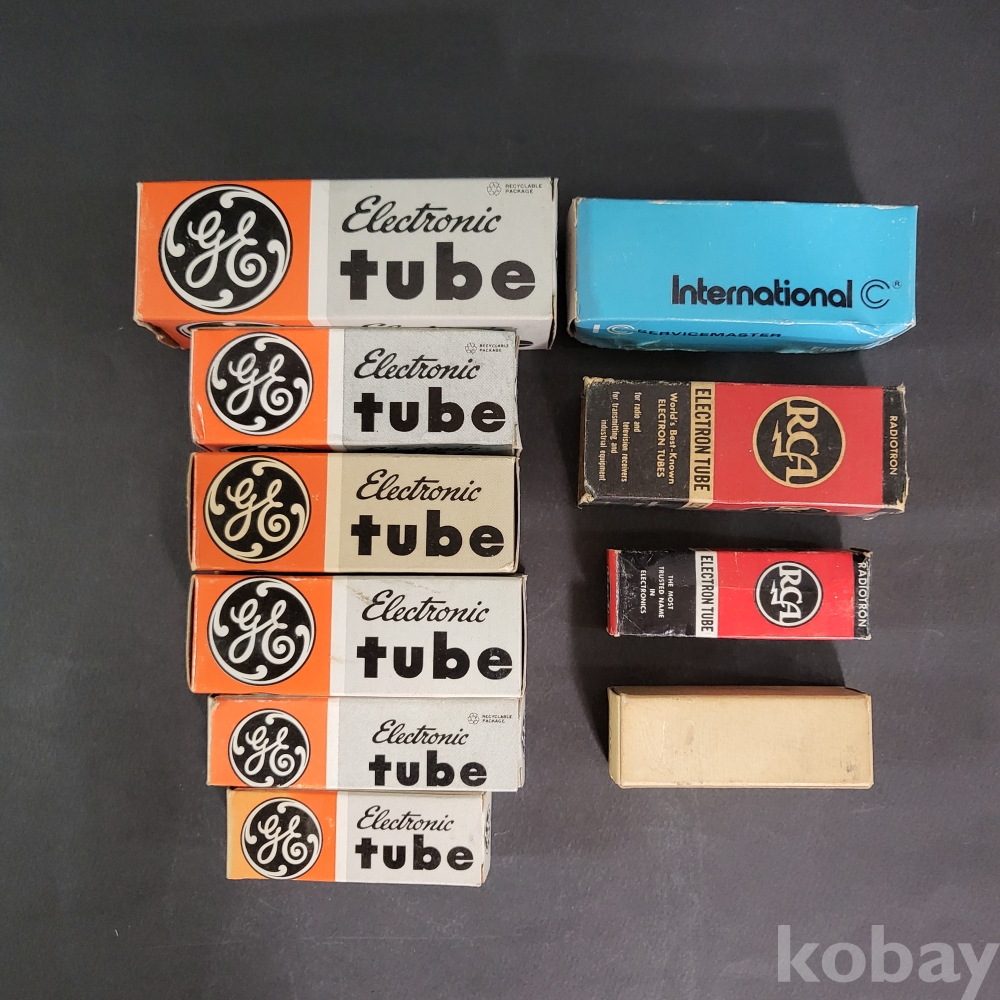 GE
Electronic
tube
RECYCLABLE
PACKAGE
GE
Electronic
tube
RECYCLABLE
PACKAGE
GE
Electronic
tube
GE
Electronic
tube
GE
Electronic
tube
RECYCLABLE
PACKAGE
GE
Electronic
tube
International C®
IC SERVICEMASTER
RADIOTRON
RCA
ELECTRON TUBE
World's Best-Known
ELECTRON TUBES
for radio and
television receivers
for transmitting and
industrial equipment
RADIOTRON
RCA
ELECTRON TUBE
THE MOST
TRUSTED NAME
IN
ELECTRONICS
kobay